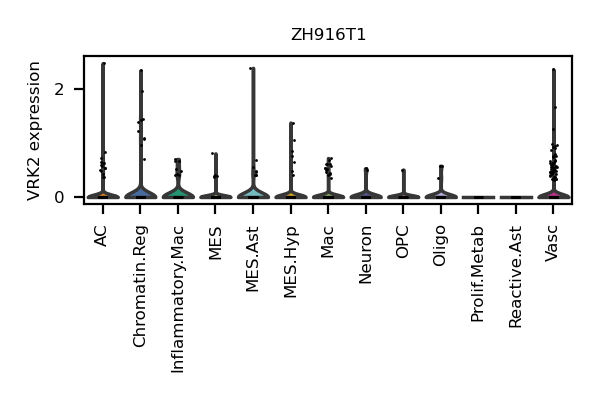 ZH916T1
VRK2 expression
2
0
AC
Chromatin.Reg
Inflammatory.Mac
MES
MES.Ast
MES.Hyp
Mac
Neuron
OPC
Oligo
Prolif.Metab
Reactive.Ast
Vasc